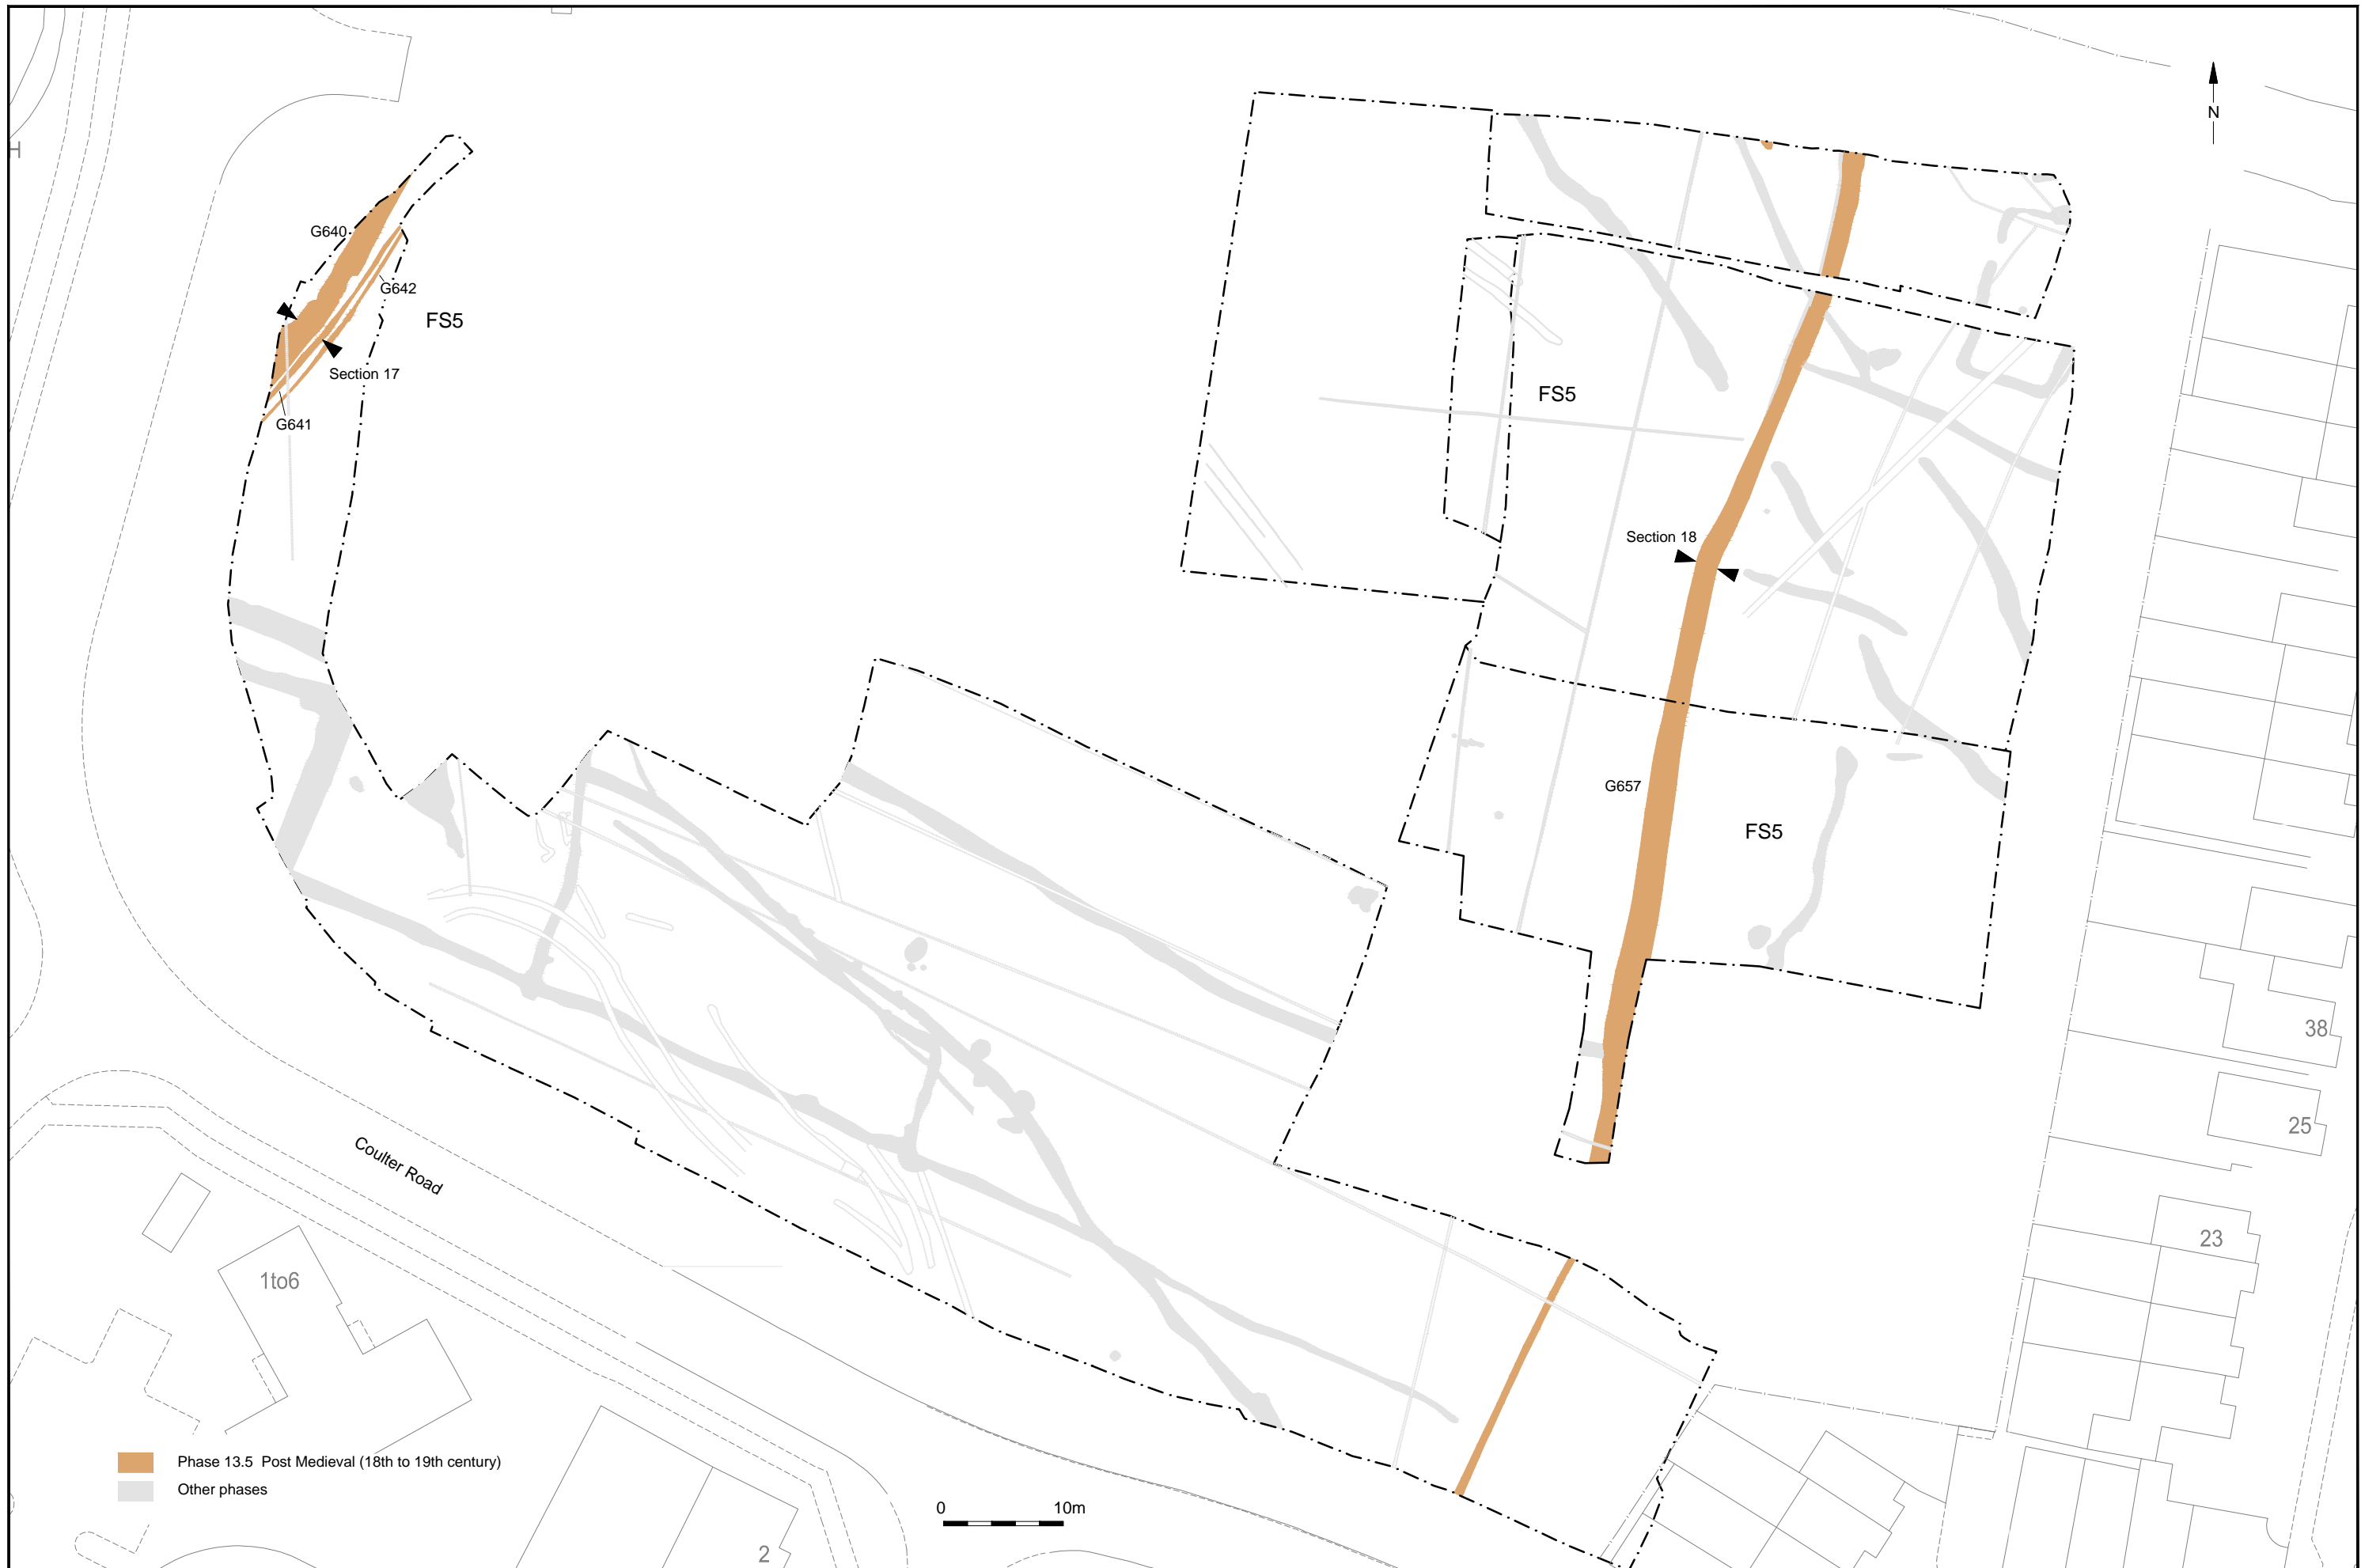 N
H
G640
G642
FS5
Section 17
G641
FS5
Section 18
G657
FS5
38
25
23
Coulter Road
1to6
Phase 13.5 Post Medieval (18th to 19th century)
Other phases
0 10m
2